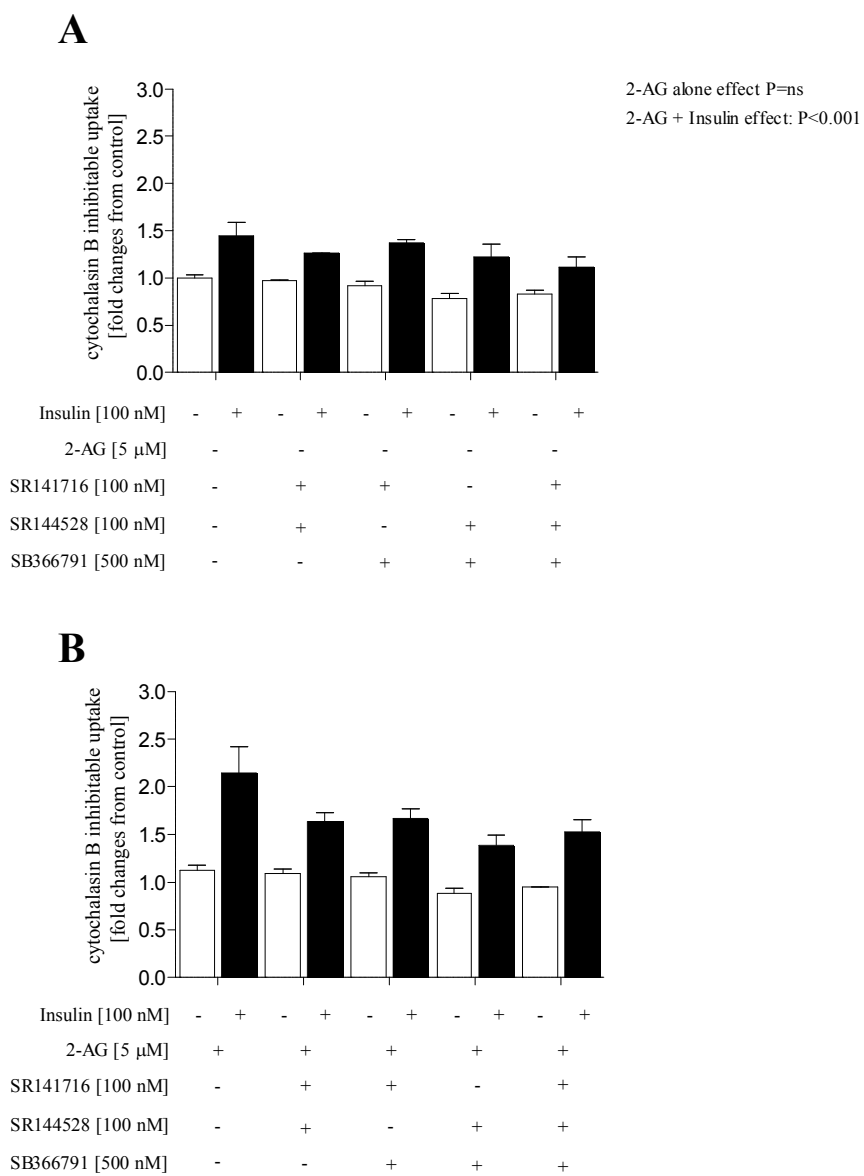 A
3.0
2.5
2.0
1.5
1.0
0.5
0.0
cytochalasin B inhibitable uptake
[fold changes from control]
2-AG alone effect P=ns
2-AG + Insulin effect: P<0.001
Insulin [100 nM] - + - + - + - + - +
2-AG [5 μM] - - - - -
SR141716 [100 nM] - + + - +
SR144528 [100 nM] - + - + +
SB366791 [500 nM] - - + + +
B
3.0
2.5
2.0
1.5
1.0
0.5
0.0
cytochalasin B inhibitable uptake
[fold changes from control]
Insulin [100 nM] - + - + - + - + - +
2-AG [5 μM] + + + + +
SR141716 [100 nM] - + + - +
SR144528 [100 nM] - + - + +
SB366791 [500 nM] - - + + +